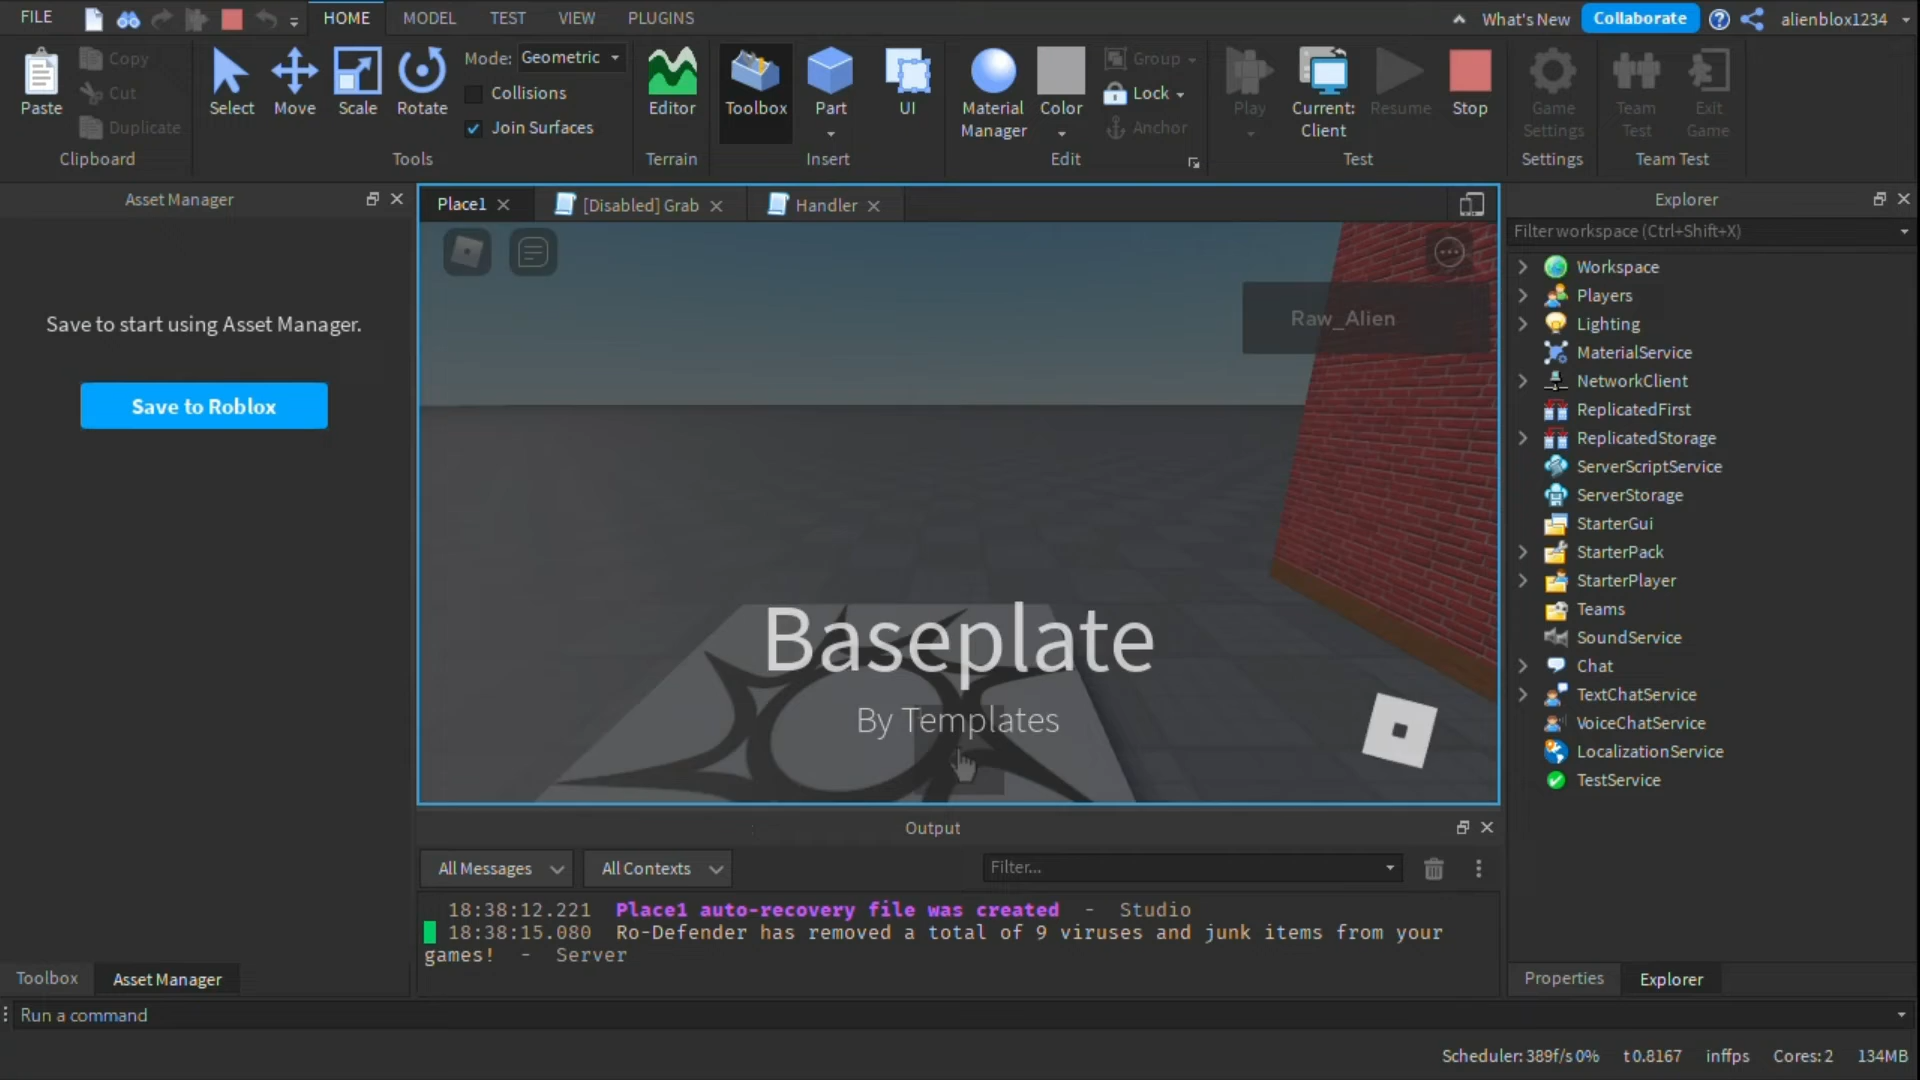 FILE
HOME
MODEL
TEST
VIEW
PLUGINS
What's New
Collaborate
alienblox1234
Paste
Copy
Cut
Duplicate
Clipboard
Select
Move
Scale
Rotate
Mode: Geometric
Collisions
Join Surfaces
Tools
Editor
Terrain
Toolbox
Part
UI
Insert
Material
Manager
Color
Group
Lock
Anchor
Edit
Play
Current:
Client
Resume
Stop
Test
Game
Settings
Settings
Team
Test
Exit
Game
Team Test
Asset Manager
Save to start using Asset Manager.
Save to Roblox
Place1
[Disabled] Grab
Handler
Raw_Alien
Baseplate
By Templates
Explorer
Filter workspace (Ctrl+Shift+X)
Workspace
Players
Lighting
MaterialService
NetworkClient
ReplicatedFirst
ReplicatedStorage
ServerScriptService
ServerStorage
StarterGui
StarterPack
StarterPlayer
Teams
SoundService
Chat
TextChatService
VoiceChatService
LocalizationService
TestService
Output
All Messages
All Contexts
Filter...
18:38:12.221 Place1 auto-recovery file was created - Studio
18:38:15.080 Ro-Defender has removed a total of 9 viruses and junk items from your
games! - Server
Toolbox
Asset Manager
Properties
Explorer
Run a command
Scheduler: 389f/s 0%
t 0.8167
inffps
Cores: 2
134MB